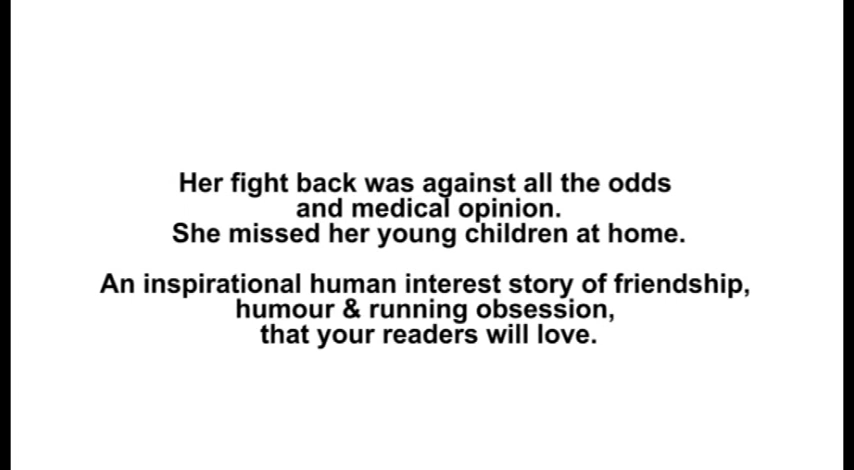 Her fight back was against all the odds
and medical opinion.
She missed her young children at home.
An inspirational human interest story of friendship,
humour & running obsession,
that your readers will love.